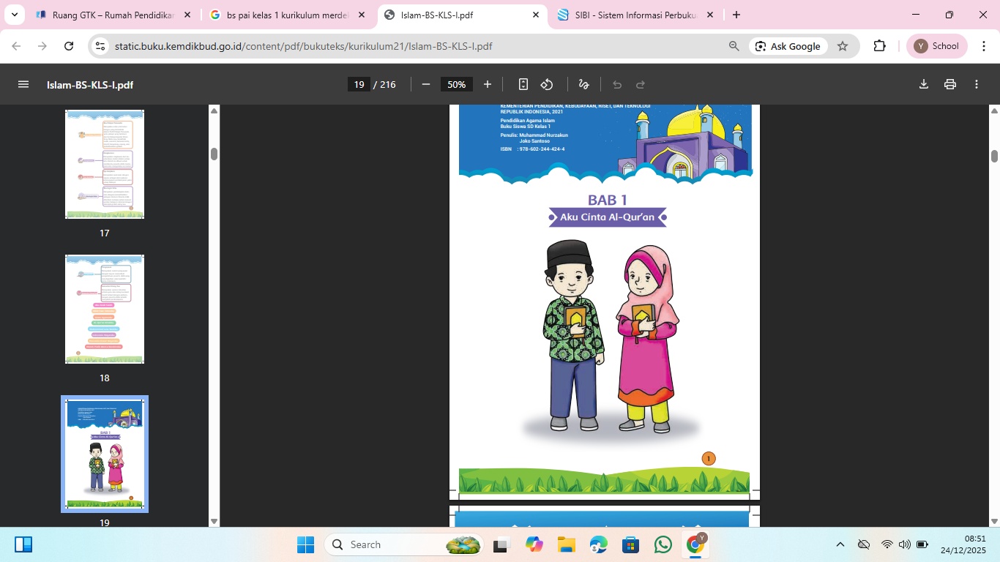 Ruang GTK – Rumah Pendidikan
bs pai kelas 1 kurikulum merdek
Islam-BS-KLS-I.pdf
SIBI - Sistem Informasi Perbuku
static.buku.kemdikbud.go.id/content/pdf/bukuteks/kurikulum21/Islam-BS-KLS-I.pdf
Ask Google
Y
School
Islam-BS-KLS-I.pdf
19 / 216
50%
17
18
19
KEMENTERIAN PENDIDIKAN, KEBUDAYAAN, RISET, DAN TEKNOLOGI
REPUBLIK INDONESIA, 2021
Pendidikan Agama Islam
Buku Siswa SD Kelas 1
Penulis: Muhammad Nurzakun
Joko Santoso
ISBN : 978-602-244-424-4
BAB 1
Aku Cinta Al-Qur'an
1
Search
Y
08:51
24/12/2025